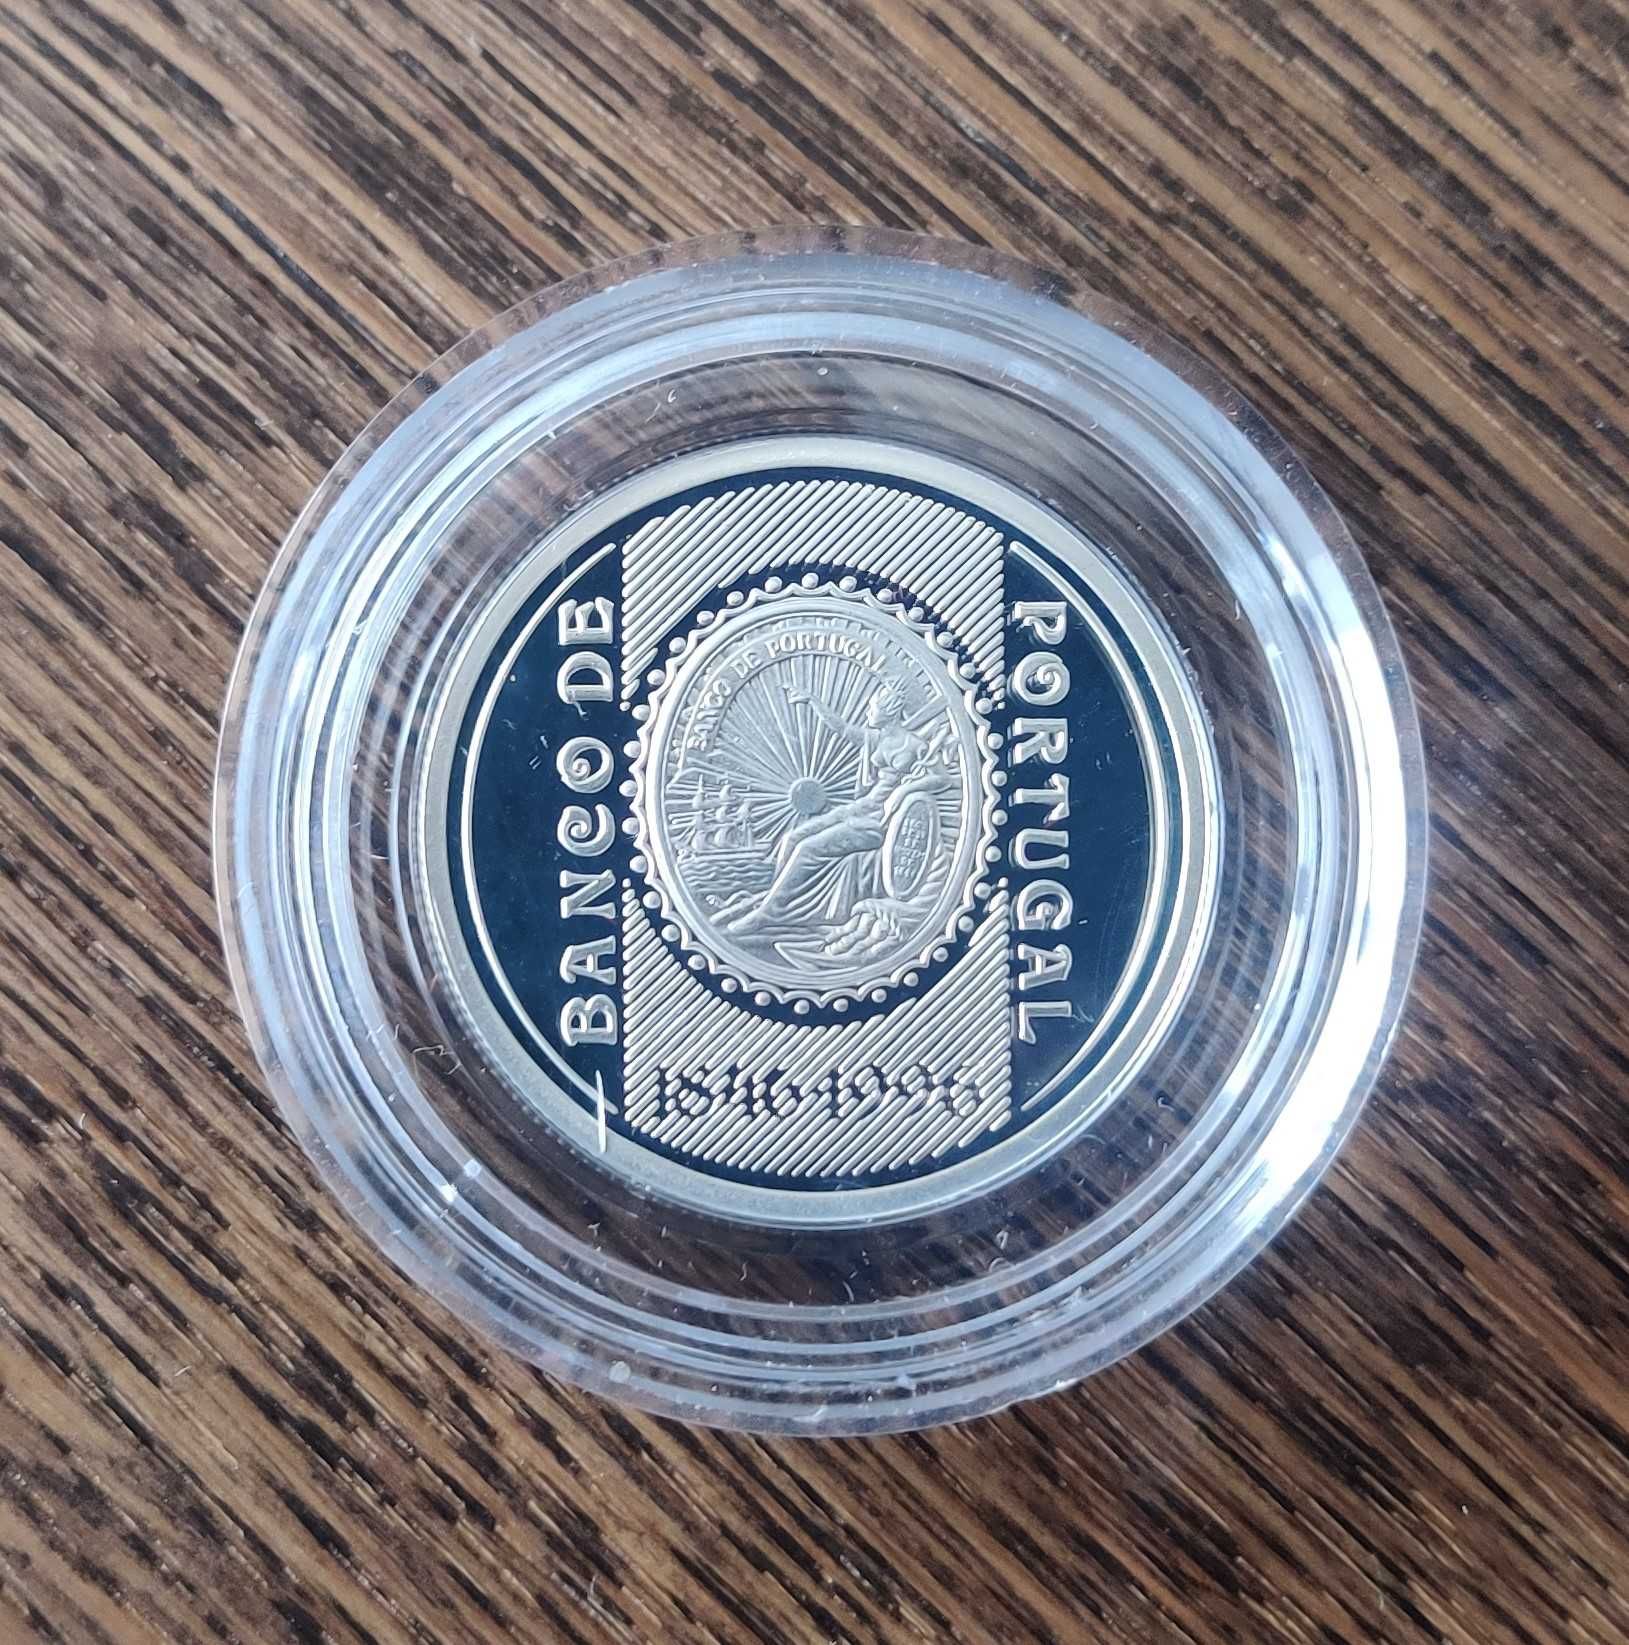 BANCO DE
PORTUGAL
BANCO DE PORTUGAL
1846-1996